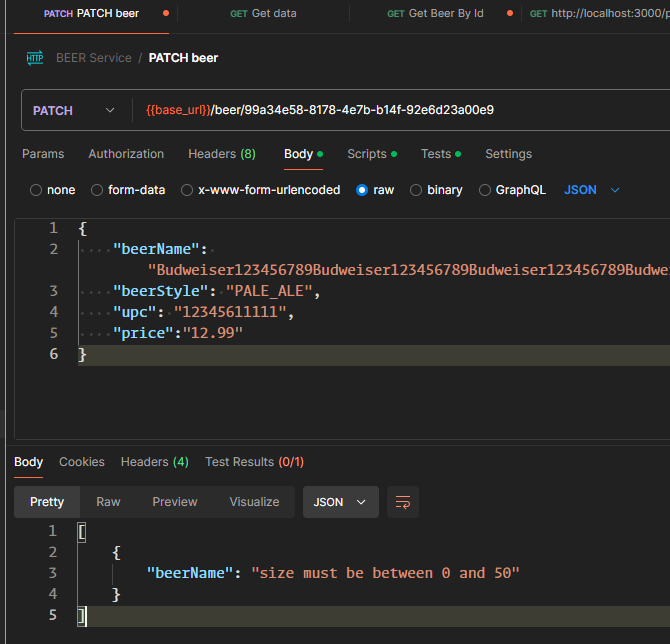 PATCH PATCH beer GET Get data GET Get Beer By Id GET http://localhost:3000/p
HTTP BEER Service / PATCH beer
PATCH {{base_url}}/beer/99a34e58-8178-4e7b-b14f-92e6d23a00e9
Params Authorization Headers (8) Body Scripts Tests Settings
none form-data x-www-form-urlencoded raw binary GraphQL JSON
1 {
2 "beerName":
"Budweiser123456789Budweiser123456789Budweiser123456789Budwei
3 "beerStyle": "PALE_ALE",
4 "upc": "12345611111",
5 "price":"12.99"
6 }
Body Cookies Headers (4) Test Results (0/1)
Pretty Raw Preview Visualize JSON
1 [
2 {
3 "beerName": "size must be between 0 and 50"
4 }
5 ]